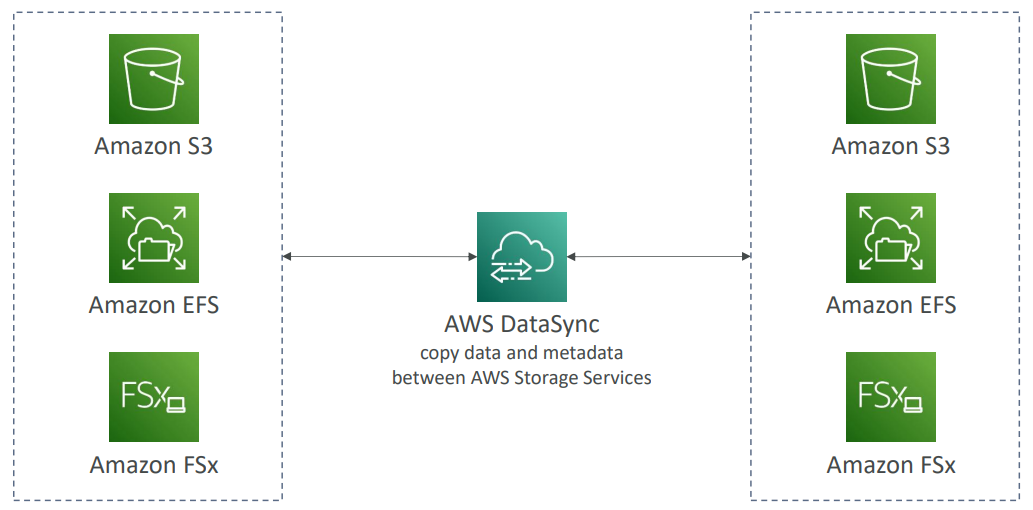 Amazon S3
Amazon EFS
FSx
Amazon FSx
AWS DataSync
copy data and metadata
between AWS Storage Services
Amazon S3
Amazon EFS
FSx
Amazon FSx